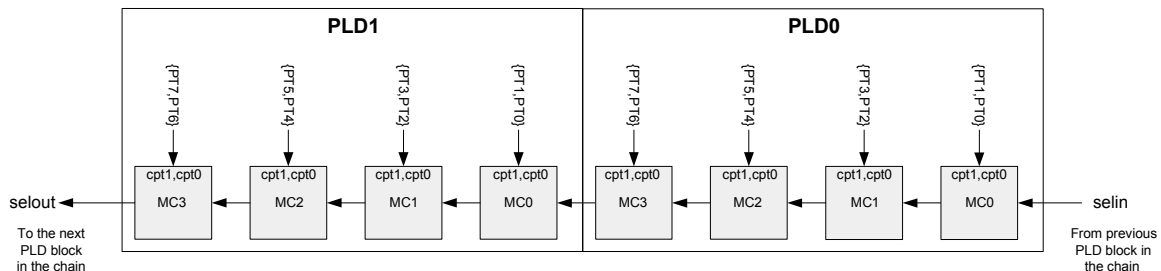 PLD1
PLD0
{PT7,PT6}
{PT5,PT4}
{PT3,PT2}
{PT1,PT0}
{PT7,PT6}
{PT5,PT4}
{PT3,PT2}
{PT1,PT0}
cpt1,cpt0
cpt1,cpt0
cpt1,cpt0
cpt1,cpt0
cpt1,cpt0
cpt1,cpt0
cpt1,cpt0
cpt1,cpt0
selout
MC3
MC2
MC1
MC0
MC3
MC2
MC1
MC0
selin
To the next
PLD block
in the chain
From previous
PLD block in
the chain